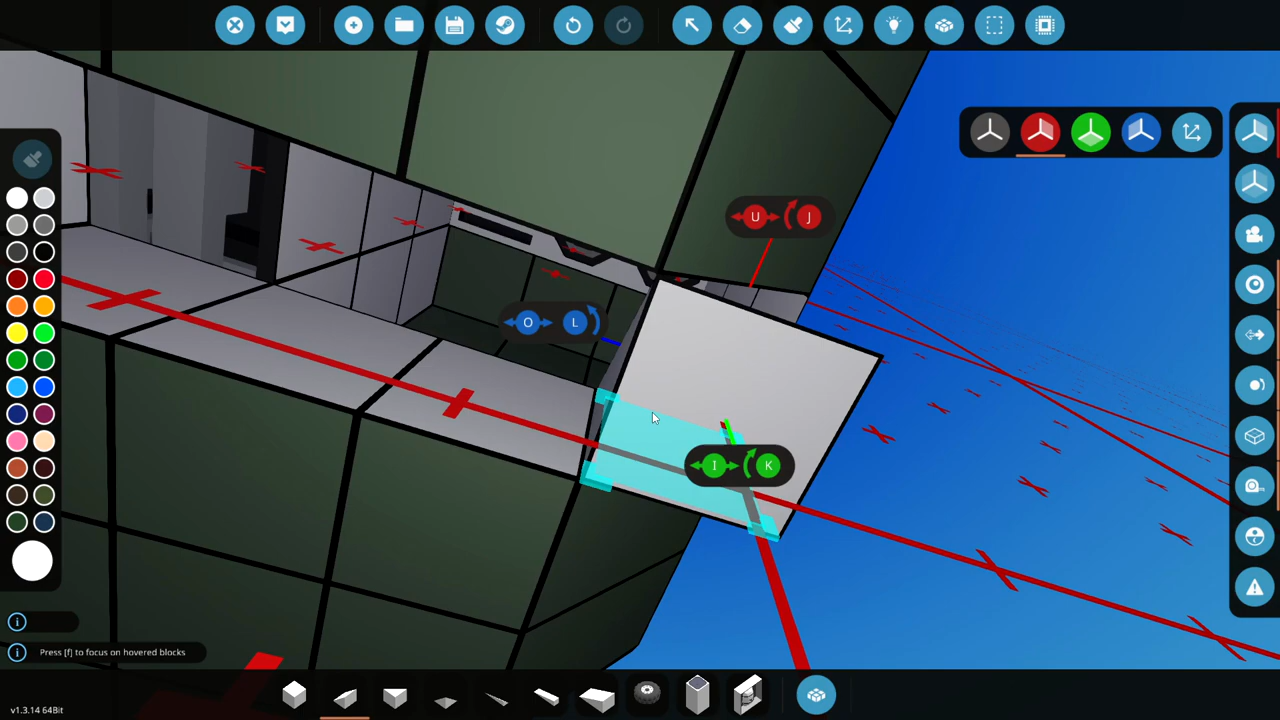 U J
O L
I K
Press [f] to focus on hovered blocks
v1.3.14 64Bit